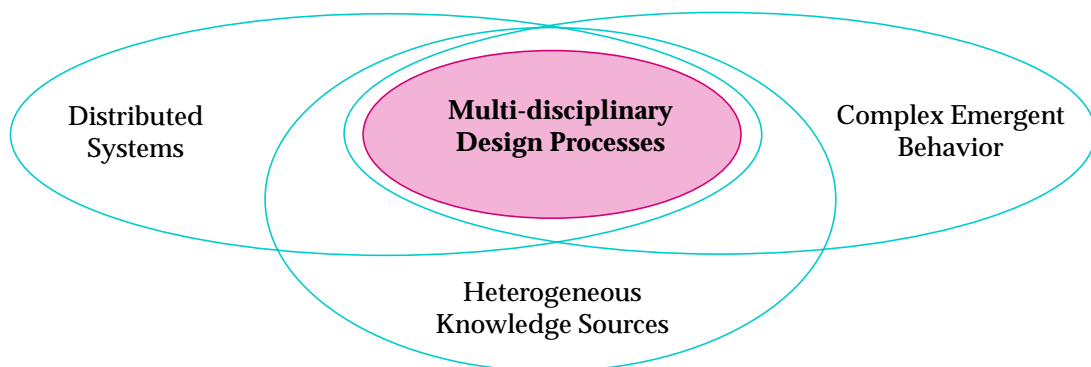 Distributed
Systems
Multi-disciplinary
Design Processes
Complex Emergent
Behavior
Heterogeneous
Knowledge Sources